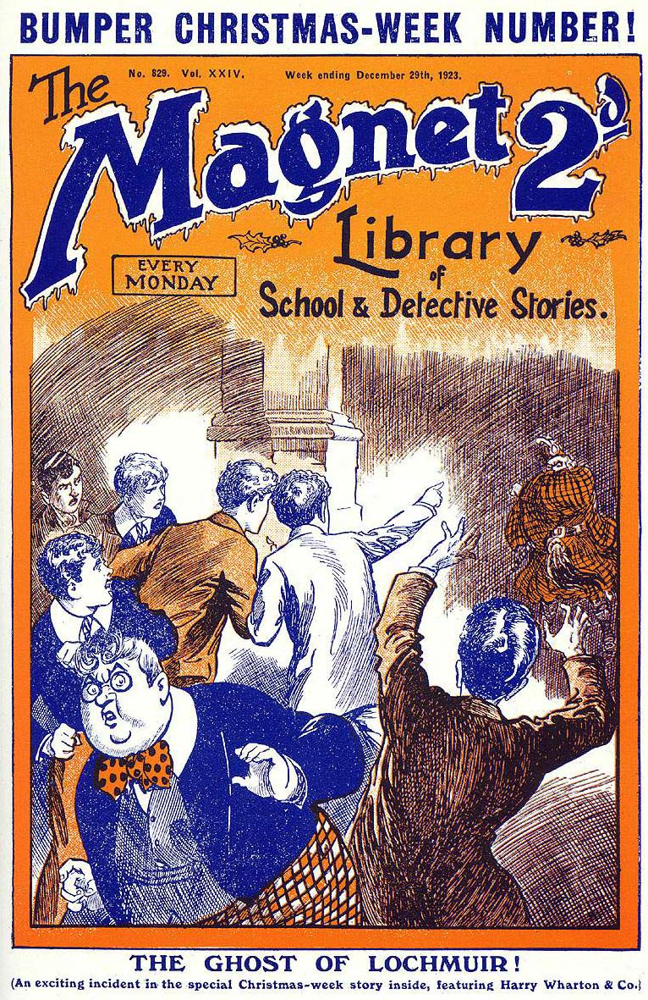 BUMPER CHRISTMAS-WEEK NUMBER!
No. 829. Vol. XXIV. Week ending December 29th, 1923.
The
Magnet 2d
Library
of
School & Detective Stories.
EVERY
MONDAY
THE GHOST OF LOCHMUIR!
(An exciting incident in the special Christmas-week story inside, featuring Harry Wharton & Co.)